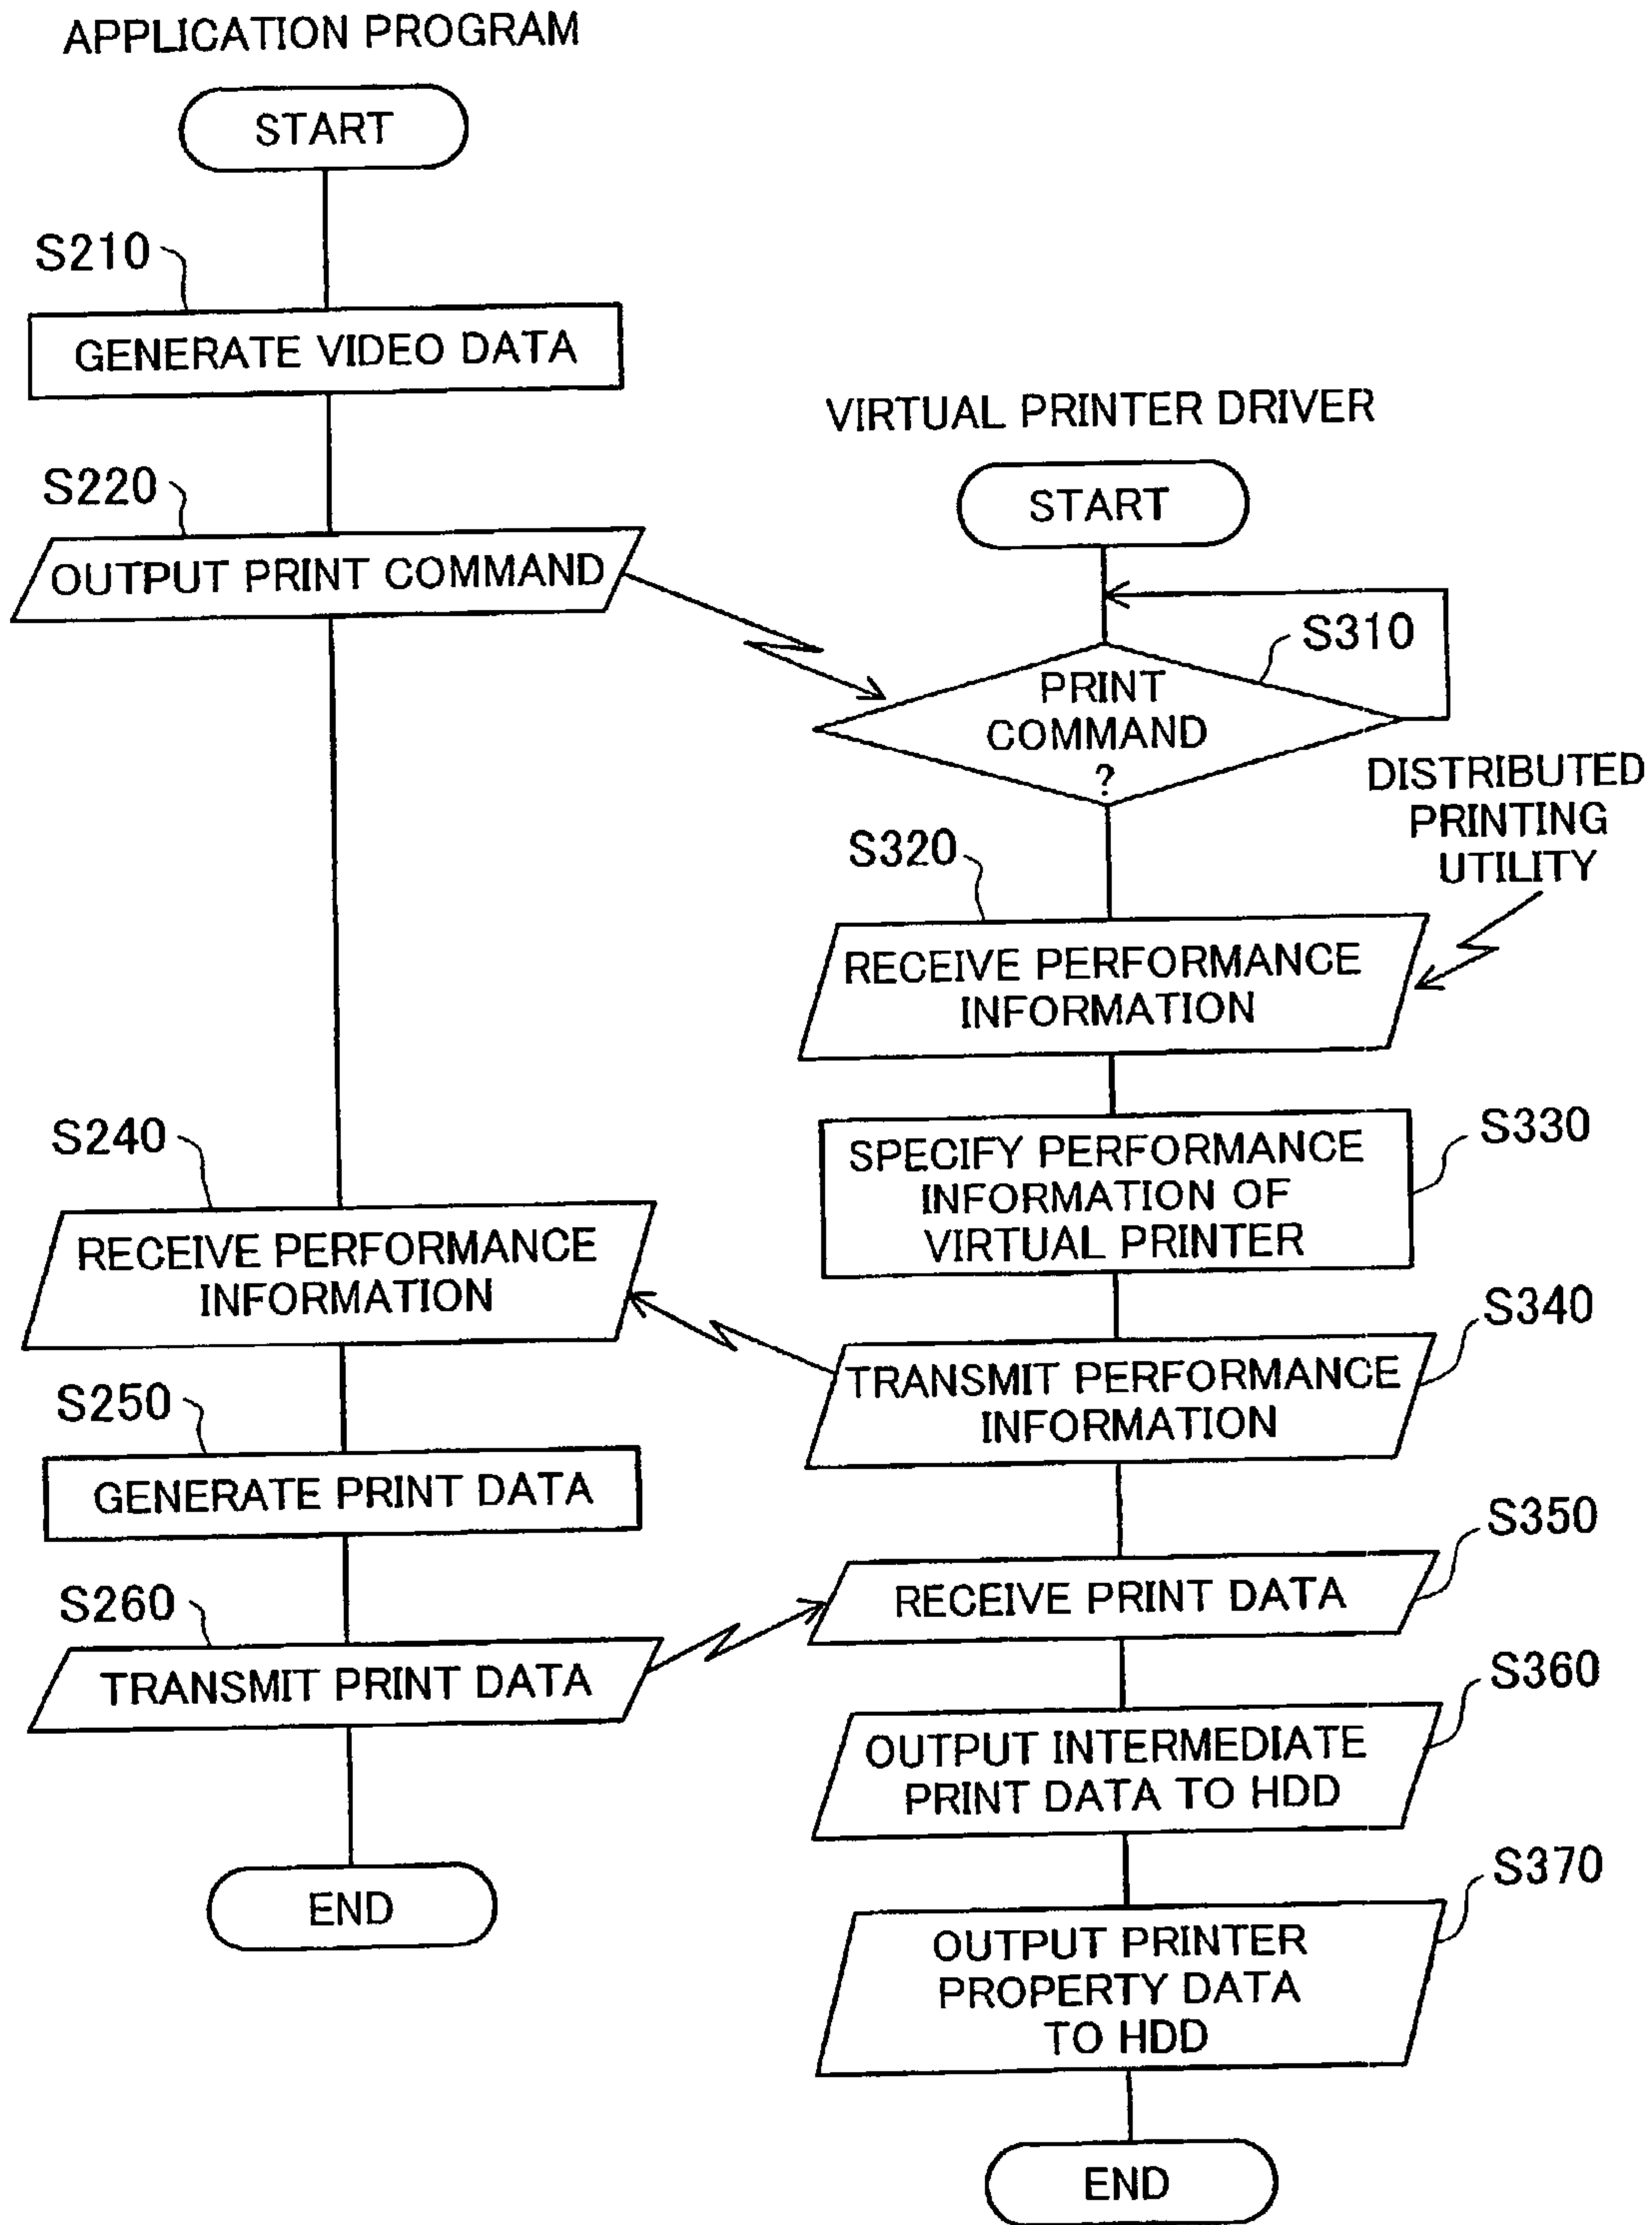 APPLICATION PROGRAM
START
S210
GENERATE VIDEO DATA
S220
OUTPUT PRINT COMMAND
S240
RECEIVE PERFORMANCE
INFORMATION
S250
GENERATE PRINT DATA
S260
TRANSMIT PRINT DATA
END
VIRTUAL PRINTER DRIVER
START
S310
PRINT
COMMAND
?
DISTRIBUTED
PRINTING
UTILITY
S320
RECEIVE PERFORMANCE
INFORMATION
S330
SPECIFY PERFORMANCE
INFORMATION OF
VIRTUAL PRINTER
S340
TRANSMIT PERFORMANCE
INFORMATION
S350
RECEIVE PRINT DATA
S360
OUTPUT INTERMEDIATE
PRINT DATA TO HDD
S370
OUTPUT PRINTER
PROPERTY DATA
TO HDD
END